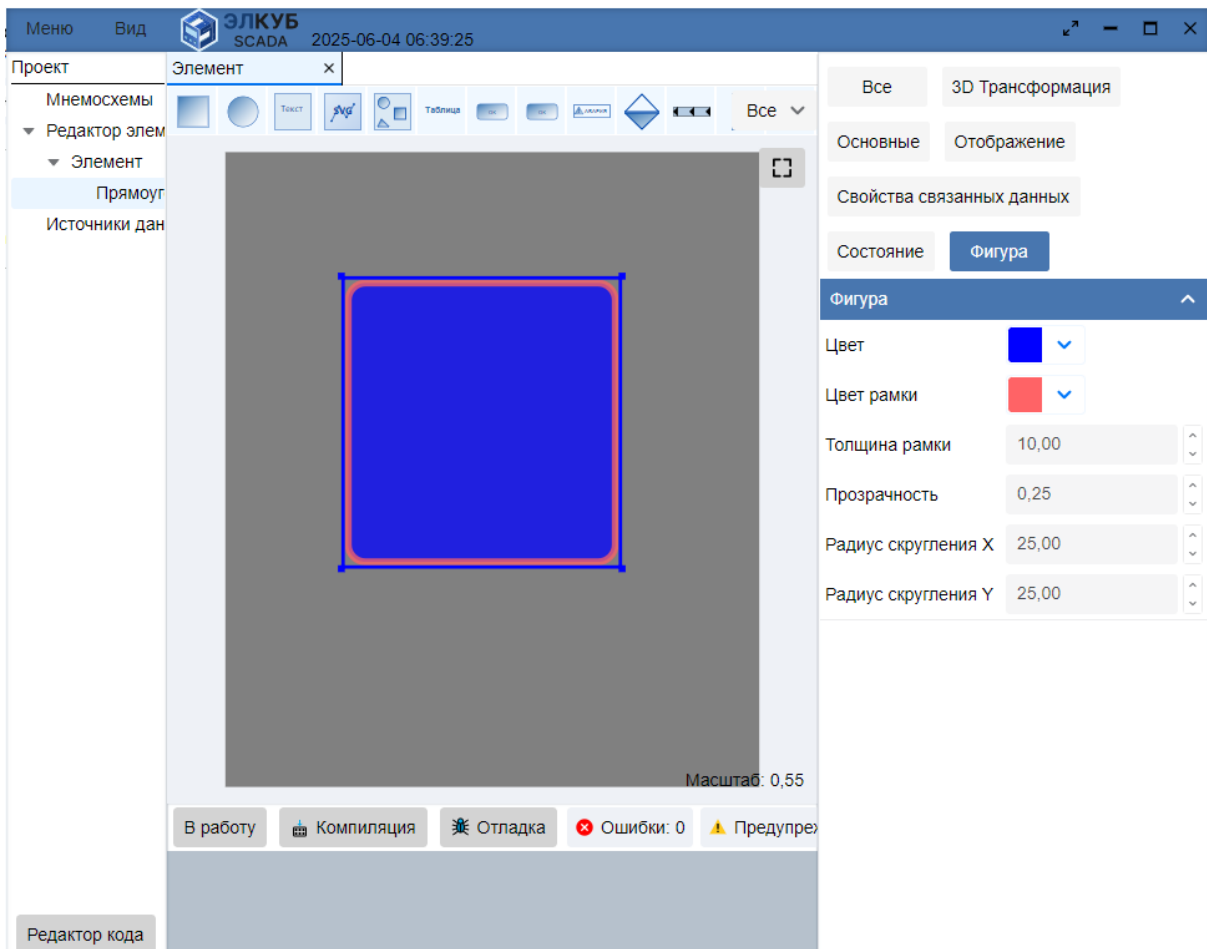 Меню Вид ЭЛКУБ
SCADA 2025-06-04 06:39:25
Проект
Мнемосхемы
Редактор элем
Элемент
Прямоуг
Источники дан
Редактор кода
Элемент
Текст svg Таблица ок ок Все
Масштаб: 0,55
В работу Компиляция Отладка Ошибки: 0 Предупреж
Все 3D Трансформация
Основные Отображение
Свойства связанных данных
Состояние Фигура
Фигура
Цвет
Цвет рамки
Толщина рамки 10,00
Прозрачность 0,25
Радиус скругления X 25,00
Радиус скругления Y 25,00